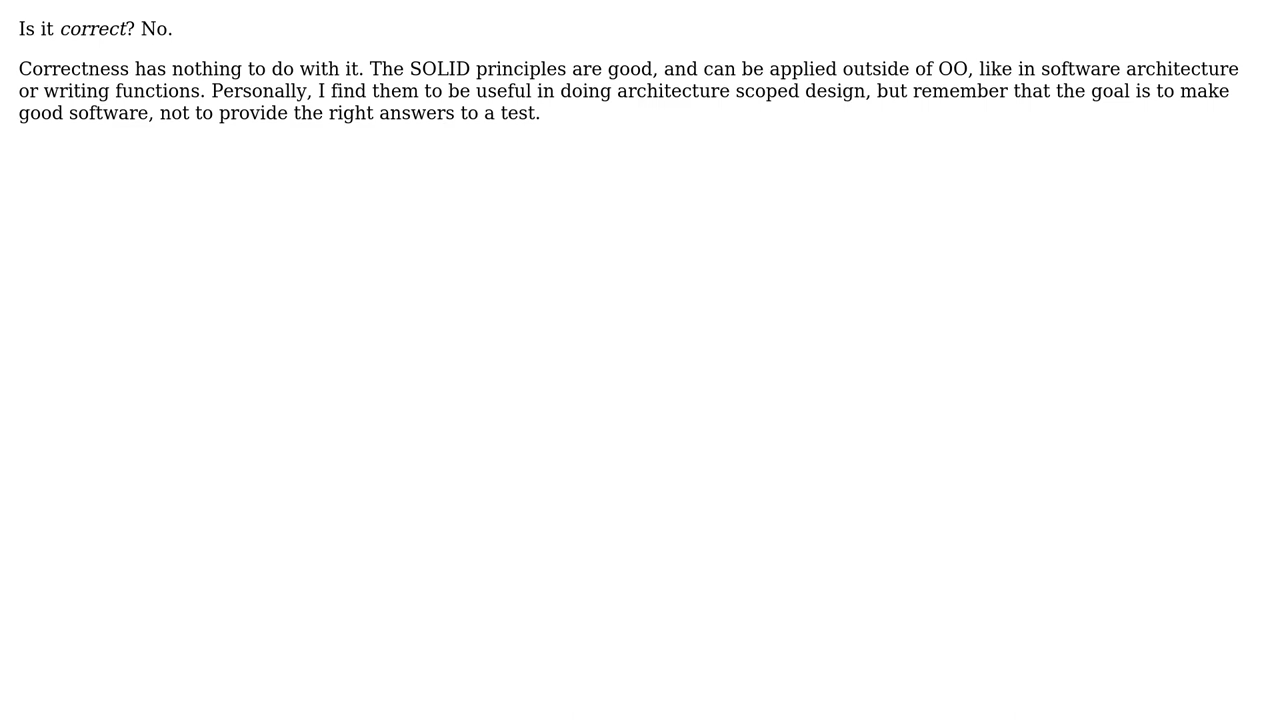 Is it correct? No.
Correctness has nothing to do with it. The SOLID principles are good, and can be applied outside of OO, like in software architecture
or writing functions. Personally, I find them to be useful in doing architecture scoped design, but remember that the goal is to make
good software, not to provide the right answers to a test.